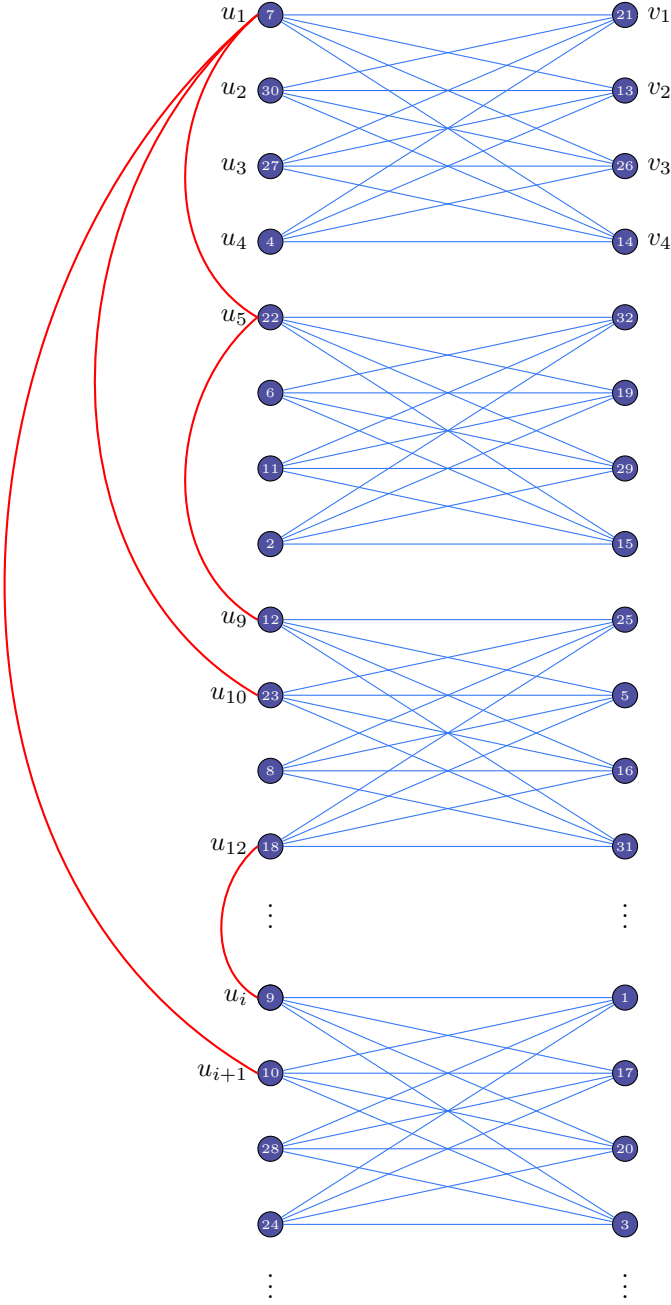 u₁ 7 21 v₁
u₂ 30 13 v₂
u₃ 27 26 v₃
u₄ 4 14 v₄
u₅ 22 32
6 19
11 29
2 15
u₉ 12 25
u₁₀ 23 5
8 16
u₁₂ 18 31
⋮ ⋮
uᵢ 9 1
uᵢ₊₁ 10 17
28 20
24 3
⋮ ⋮